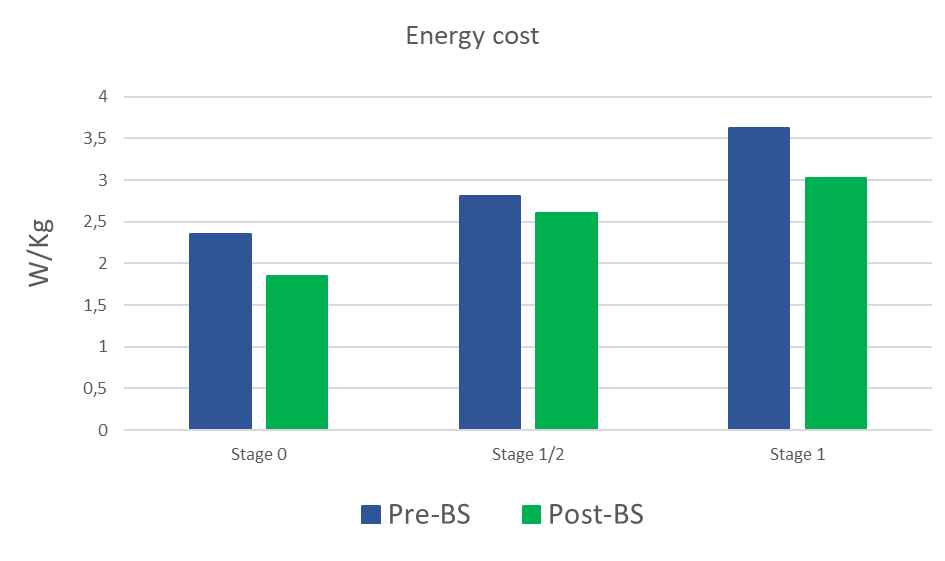 Energy cost
W/Kg
4
3,5
3
2,5
2
1,5
1
0,5
0
Stage 0 Stage 1/2 Stage 1
Pre-BS Post-BS